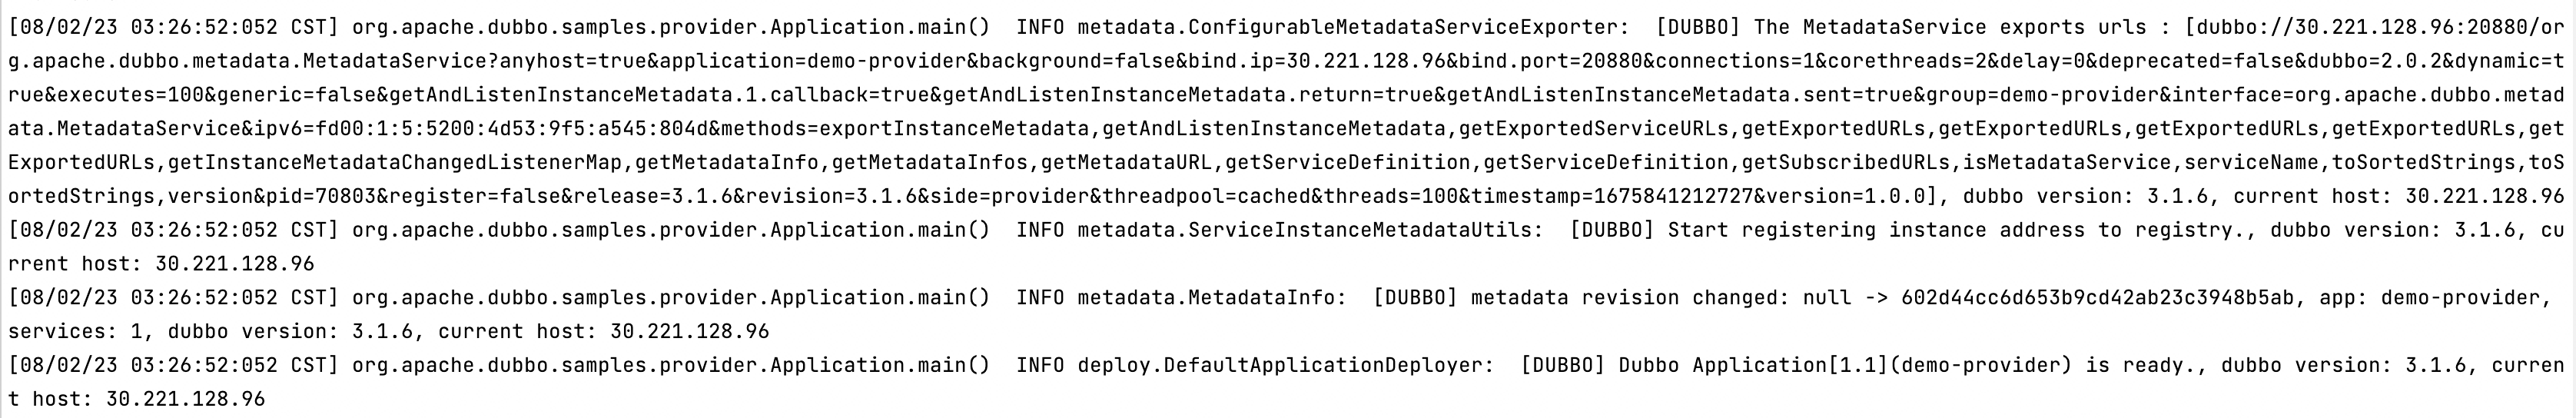 [08/02/23 03:26:52:052 CST] org.apache.dubbo.samples.provider.Application.main()  INFO metadata.ConfigurableMetadataServiceExporter:  [DUBBO] The MetadataService exports urls : [dubbo://30.221.128.96:20880/or
g.apache.dubbo.metadata.MetadataService?anyhost=true&application=demo-provider&background=false&bind.ip=30.221.128.96&bind.port=20880&connections=1&corethreads=2&delay=0&deprecated=false&dubbo=2.0.2&dynamic=t
rue&executes=100&generic=false&getAndListenInstanceMetadata.1.callback=true&getAndListenInstanceMetadata.return=true&getAndListenInstanceMetadata.sent=true&group=demo-provider&interface=org.apache.dubbo.metad
ata.MetadataService&ipv6=fd00:1:5:5200:4d53:9f5:a545:804d&methods=exportInstanceMetadata,getAndListenInstanceMetadata,getExportedServiceURLs,getExportedURLs,getExportedURLs,getExportedURLs,getExportedURLs,get
ExportedURLs,getInstanceMetadataChangedListenerMap,getMetadataInfo,getMetadataInfos,getMetadataURL,getServiceDefinition,getServiceDefinition,getSubscribedURLs,isMetadataService,serviceName,toSortedStrings,toS
ortedStrings,version&pid=70803&register=false&release=3.1.6&revision=3.1.6&side=provider&threadpool=cached&threads=100&timestamp=1675841212727&version=1.0.0], dubbo version: 3.1.6, current host: 30.221.128.96
[08/02/23 03:26:52:052 CST] org.apache.dubbo.samples.provider.Application.main()  INFO metadata.ServiceInstanceMetadataUtils:  [DUBBO] Start registering instance address to registry., dubbo version: 3.1.6, cu
rrent host: 30.221.128.96
[08/02/23 03:26:52:052 CST] org.apache.dubbo.samples.provider.Application.main()  INFO metadata.MetadataInfo:  [DUBBO] metadata revision changed: null -> 602d44cc6d653b9cd42ab23c3948b5ab, app: demo-provider,
services: 1, dubbo version: 3.1.6, current host: 30.221.128.96
[08/02/23 03:26:52:052 CST] org.apache.dubbo.samples.provider.Application.main()  INFO deploy.DefaultApplicationDeployer:  [DUBBO] Dubbo Application[1.1](demo-provider) is ready., dubbo version: 3.1.6, curren
t host: 30.221.128.96